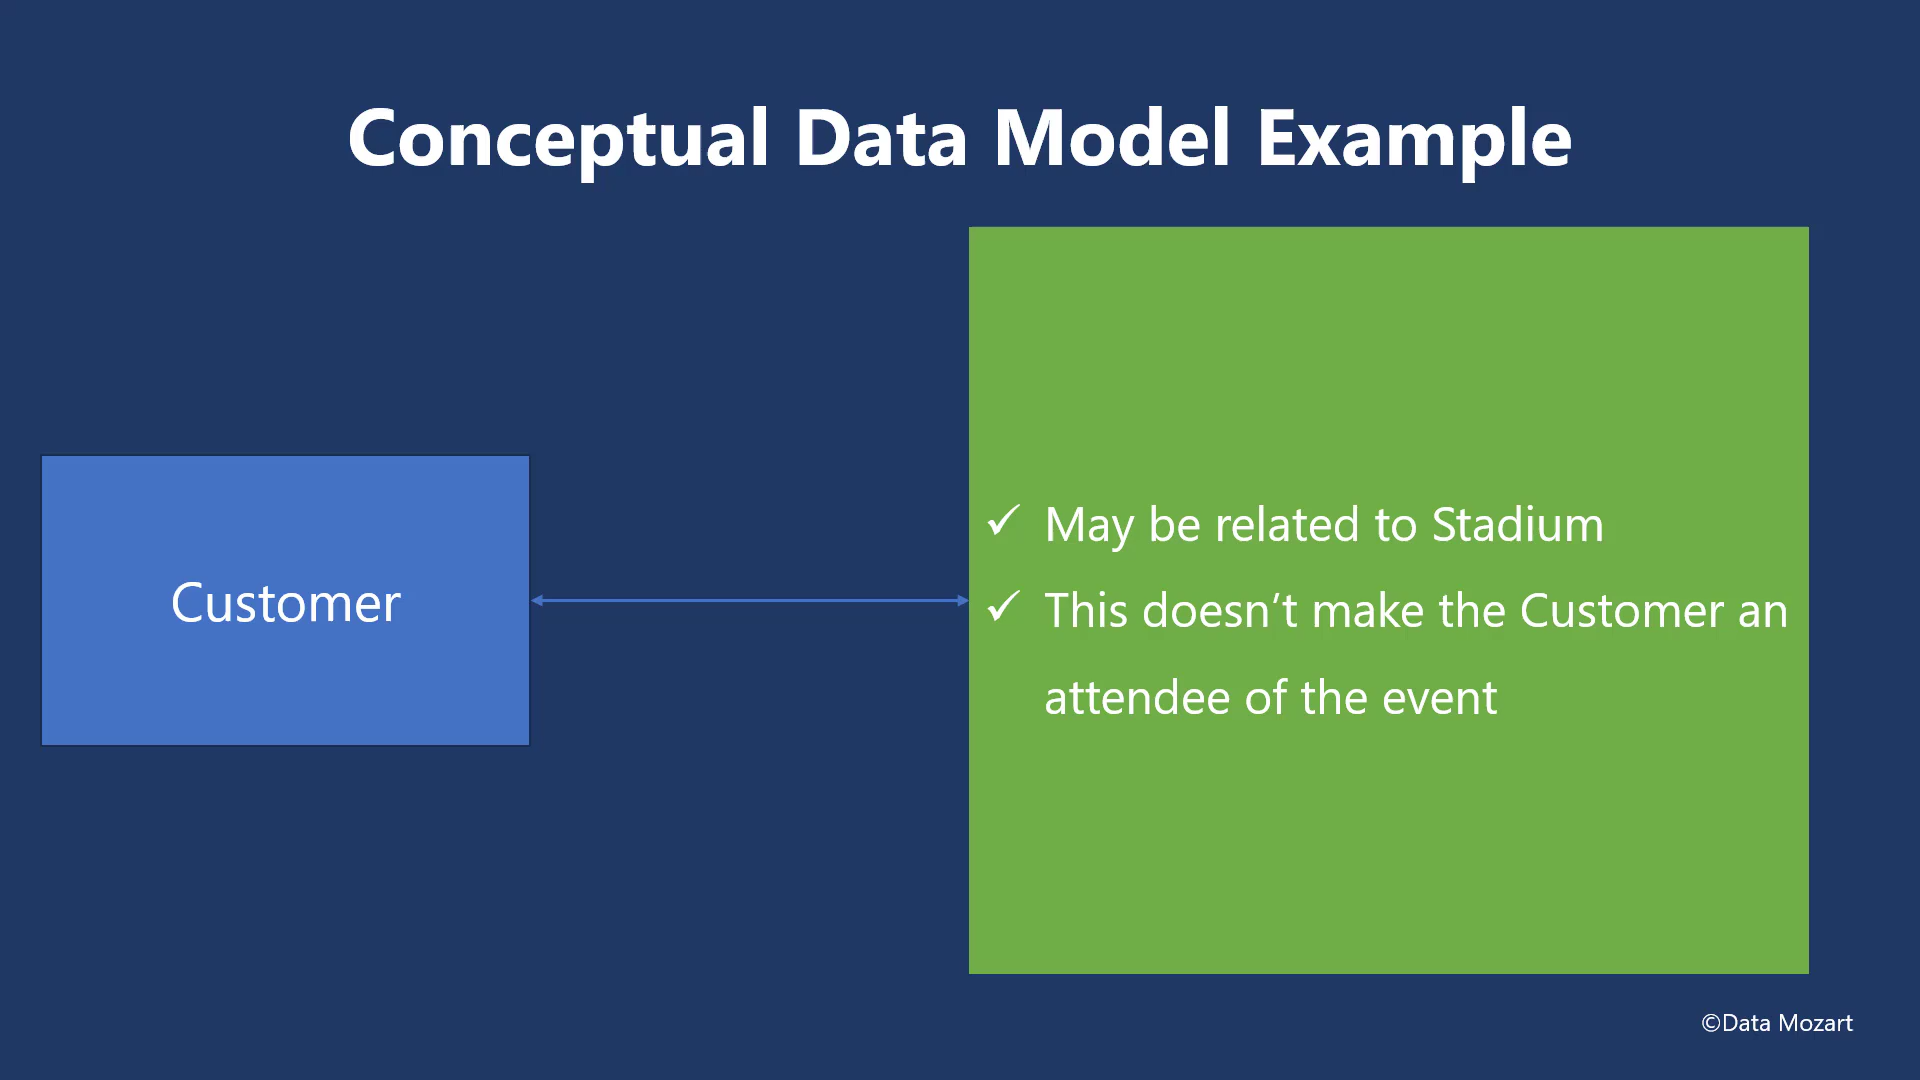 Conceptual Data Model Example
Customer
✓ May be related to Stadium
✓ This doesn’t make the Customer an
attendee of the event
©Data Mozart